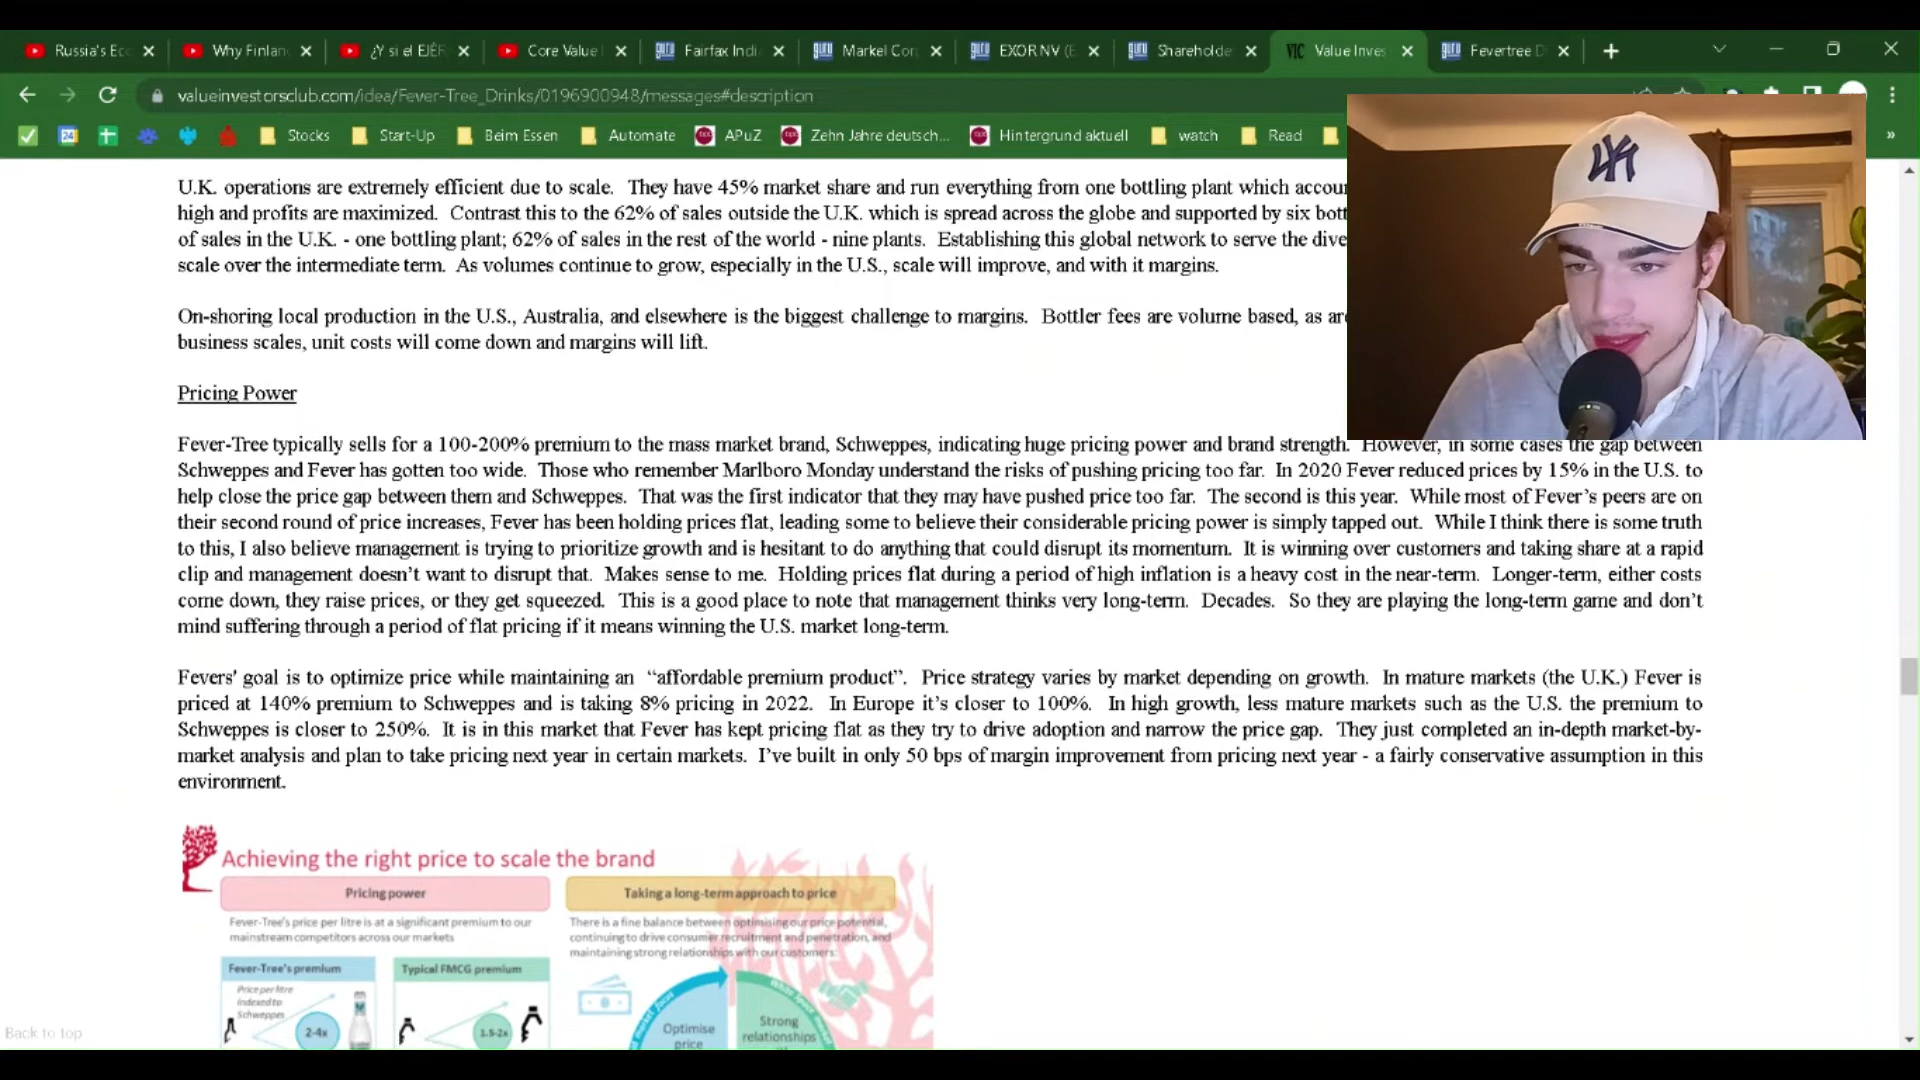 Russia's Ec
Why Finlan
¿Y si el EJÉR
Core Value
Fairfax Indi
Markel Cor
EXOR NV (E
Shareholde
VIC Value Inves
Fevertree D
valueinvestorsclub.com/idea/Fever-Tree_Drinks/0196900948/messages#description
Stocks
Start-Up
Beim Essen
Automate
APuZ
Zehn Jahre deutsch...
Hintergrund aktuell
watch
Read
»
U.K. operations are extremely efficient due to scale. They have 45% market share and run everything from one bottling plant which accou
high and profits are maximized. Contrast this to the 62% of sales outside the U.K. which is spread across the globe and supported by six bott
of sales in the U.K. - one bottling plant; 62% of sales in the rest of the world - nine plants. Establishing this global network to serve the dive
scale over the intermediate term. As volumes continue to grow, especially in the U.S., scale will improve, and with it margins.
On-shoring local production in the U.S., Australia, and elsewhere is the biggest challenge to margins. Bottler fees are volume based, as ar
business scales, unit costs will come down and margins will lift.
Pricing Power
Fever-Tree typically sells for a 100-200% premium to the mass market brand, Schweppes, indicating huge pricing power and brand strength. However, in some cases the gap between
Schweppes and Fever has gotten too wide. Those who remember Marlboro Monday understand the risks of pushing pricing too far. In 2020 Fever reduced prices by 15% in the U.S. to
help close the price gap between them and Schweppes. That was the first indicator that they may have pushed price too far. The second is this year. While most of Fever's peers are on
their second round of price increases, Fever has been holding prices flat, leading some to believe their considerable pricing power is simply tapped out. While I think there is some truth
to this, I also believe management is trying to prioritize growth and is hesitant to do anything that could disrupt its momentum. It is winning over customers and taking share at a rapid
clip and management doesn't want to disrupt that. Makes sense to me. Holding prices flat during a period of high inflation is a heavy cost in the near-term. Longer-term, either costs
come down, they raise prices, or they get squeezed. This is a good place to note that management thinks very long-term. Decades. So they are playing the long-term game and don't
mind suffering through a period of flat pricing if it means winning the U.S. market long-term.
Fevers' goal is to optimize price while maintaining an “affordable premium product”. Price strategy varies by market depending on growth. In mature markets (the U.K.) Fever is
priced at 140% premium to Schweppes and is taking 8% pricing in 2022. In Europe it's closer to 100%. In high growth, less mature markets such as the U.S. the premium to
Schweppes is closer to 250%. It is in this market that Fever has kept pricing flat as they try to drive adoption and narrow the price gap. They just completed an in-depth market-by-
market analysis and plan to take pricing next year in certain markets. I've built in only 50 bps of margin improvement from pricing next year - a fairly conservative assumption in this
environment.
Achieving the right price to scale the brand
Pricing power
Taking a long-term approach to price
Fever-Tree's price per litre is at a significant premium to our
mainstream competitors across our markets
There is a fine balance between optimising our price potential,
continuing to drive consumer recruitment and penetration, and
maintaining strong relationships with our customers.
Fever-Tree's premium
Typical FMCG premium
Price per litre
indexed to
Schweppes
2-4x
1.5-2x
Optimise
price
Strong
relationships
Back to top
NY